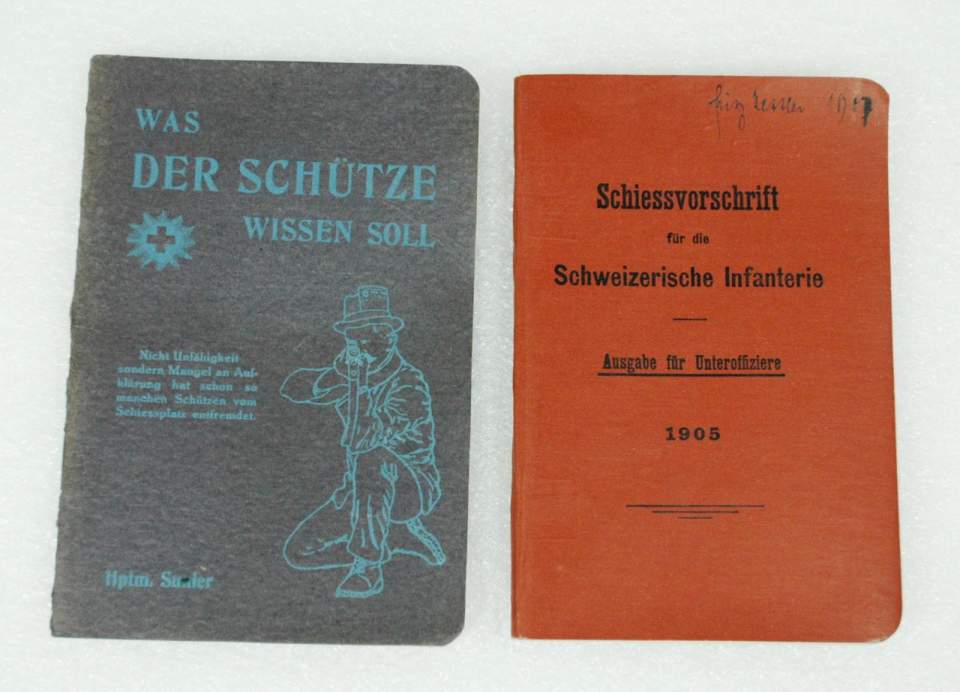 WAS
DER SCHÜTZE
WISSEN SOLL
Nicht Unfähigkeit
sondern Mangel an Auf-
klärung hat schon so
manchen Schützen vom
Schiessplatz entfremdet.
Hptm.
Schiessvorschrift
für die
Schweizerische Infanterie
Ausgabe für Unteroffiziere
1905